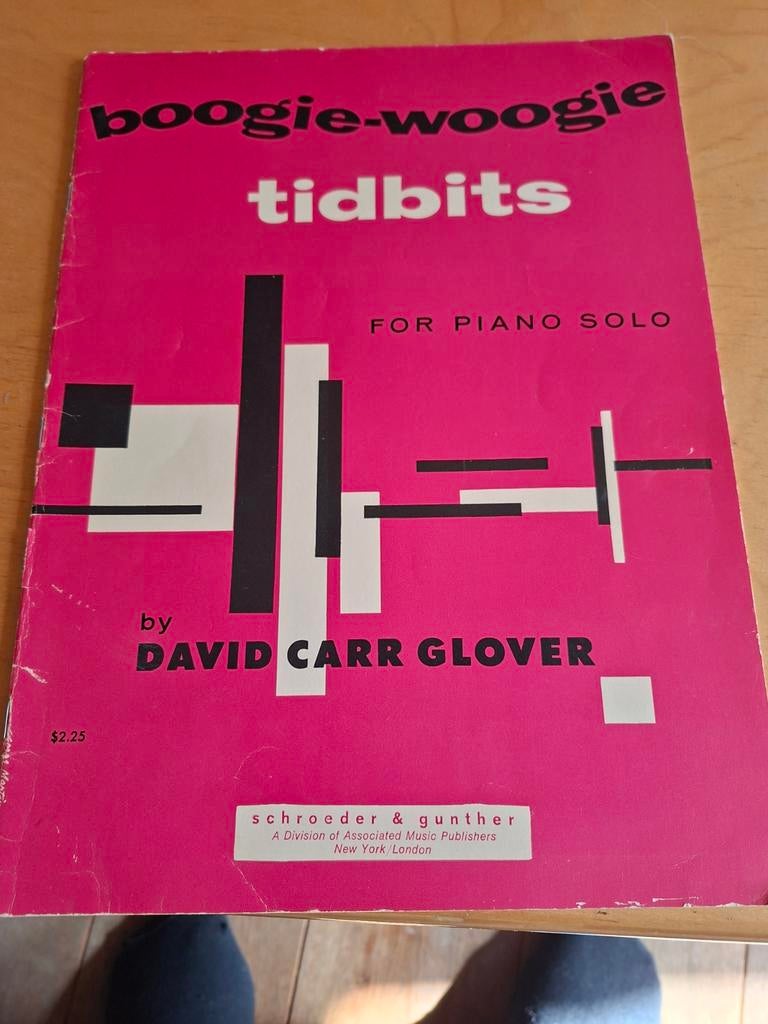 boogie-woogie
tidbits
FOR PIANO SOLO
by
DAVID CARR GLOVER
$2.25
schroeder & gunther
A Division of Associated Music Publishers
New York/London